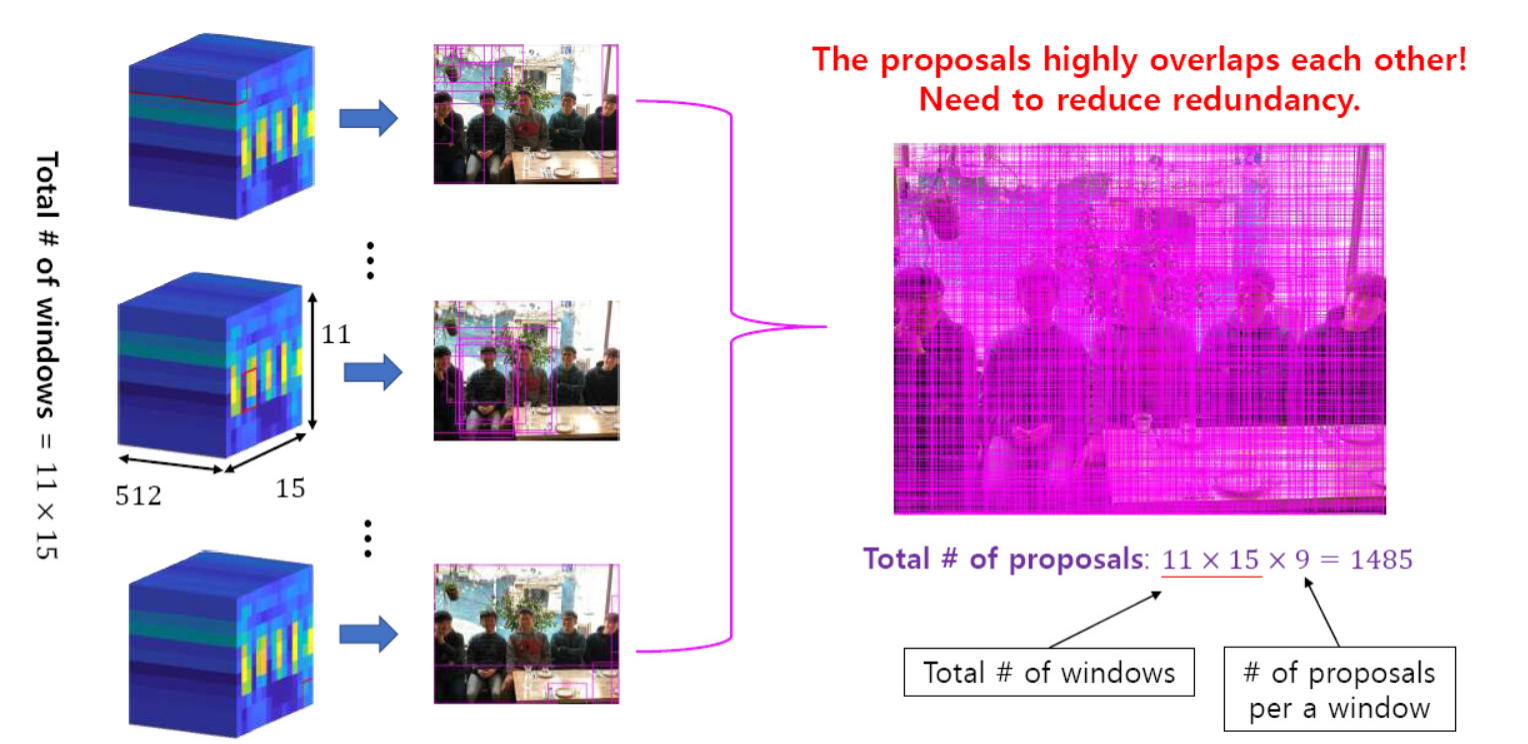 Total # of windows = 11 × 15
11
512
15
The proposals highly overlaps each other!
Need to reduce redundancy.
Total # of proposals: 11 × 15 × 9 = 1485
Total # of windows
# of proposals
per a window